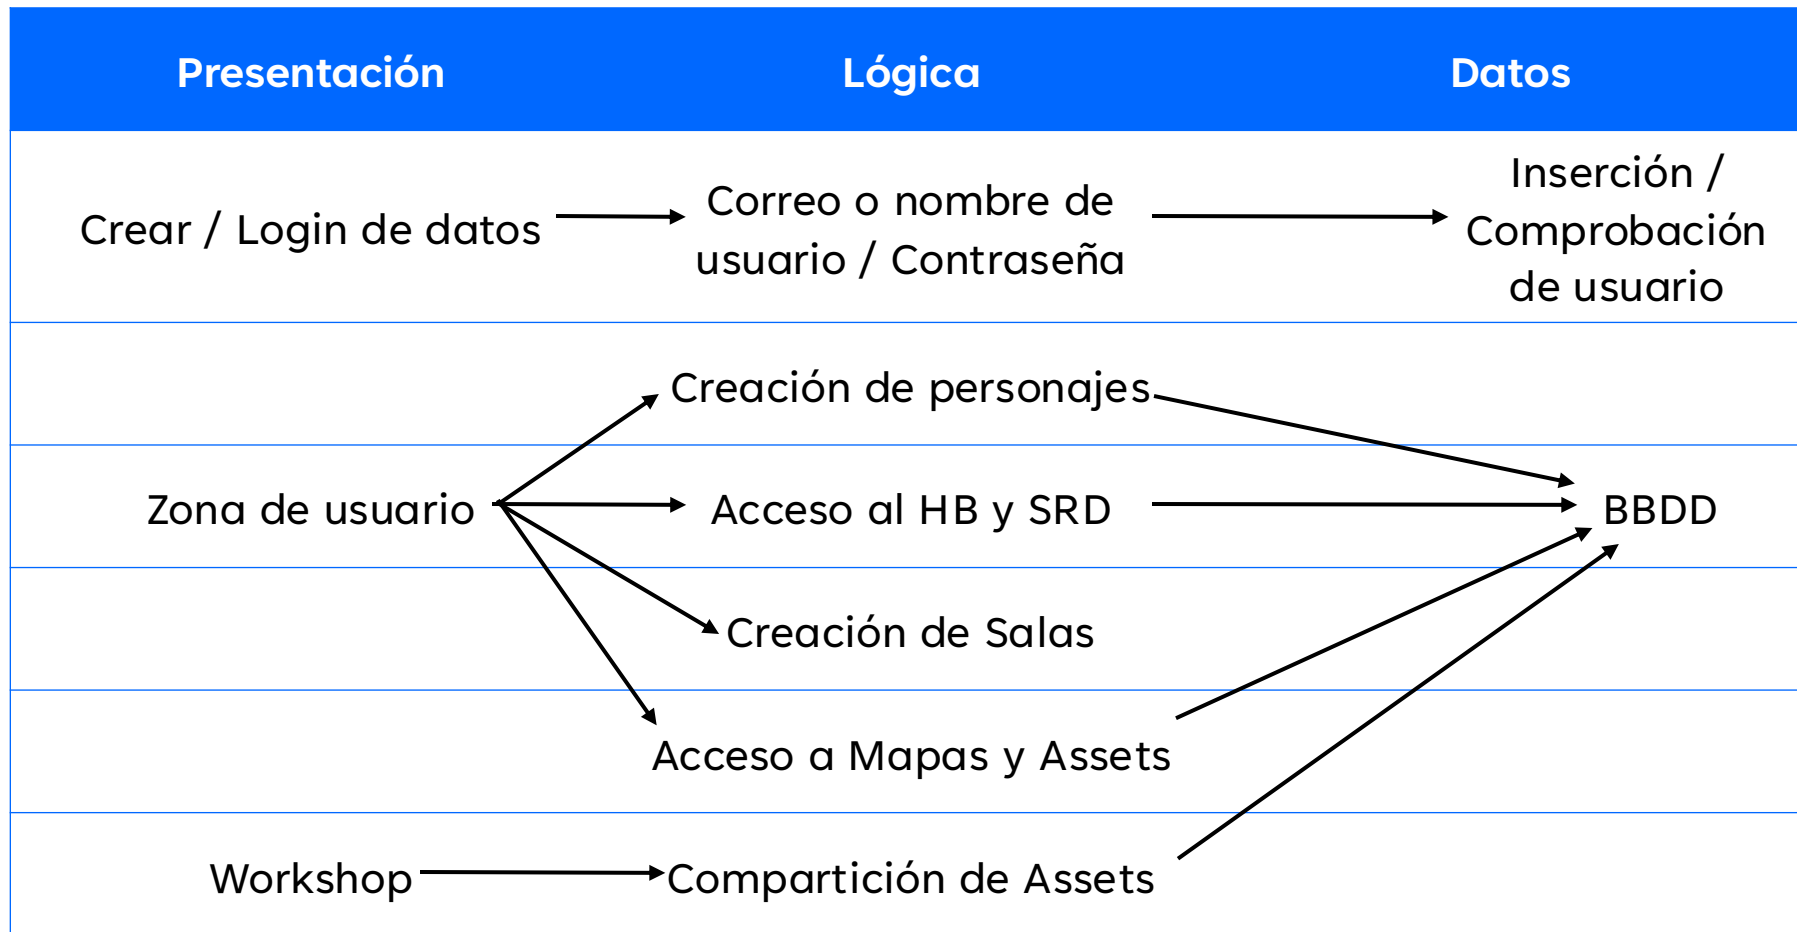 Presentación
Lógica
Datos
Crear / Login de datos
Correo o nombre de
usuario / Contraseña
Inserción /
Comprobación
de usuario
Creación de personajes
Zona de usuario
Acceso al HB y SRD
BBDD
Creación de Salas
Acceso a Mapas y Assets
Workshop
Compartición de Assets